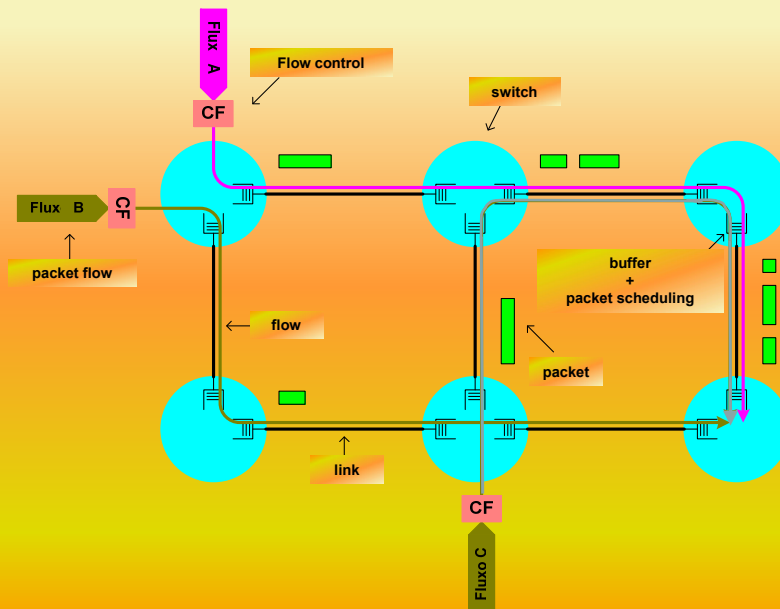 Flux A
CF
Flow control
switch
Flux B
CF
packet flow
buffer
+
packet scheduling
flow
packet
link
CF
Fluxo C